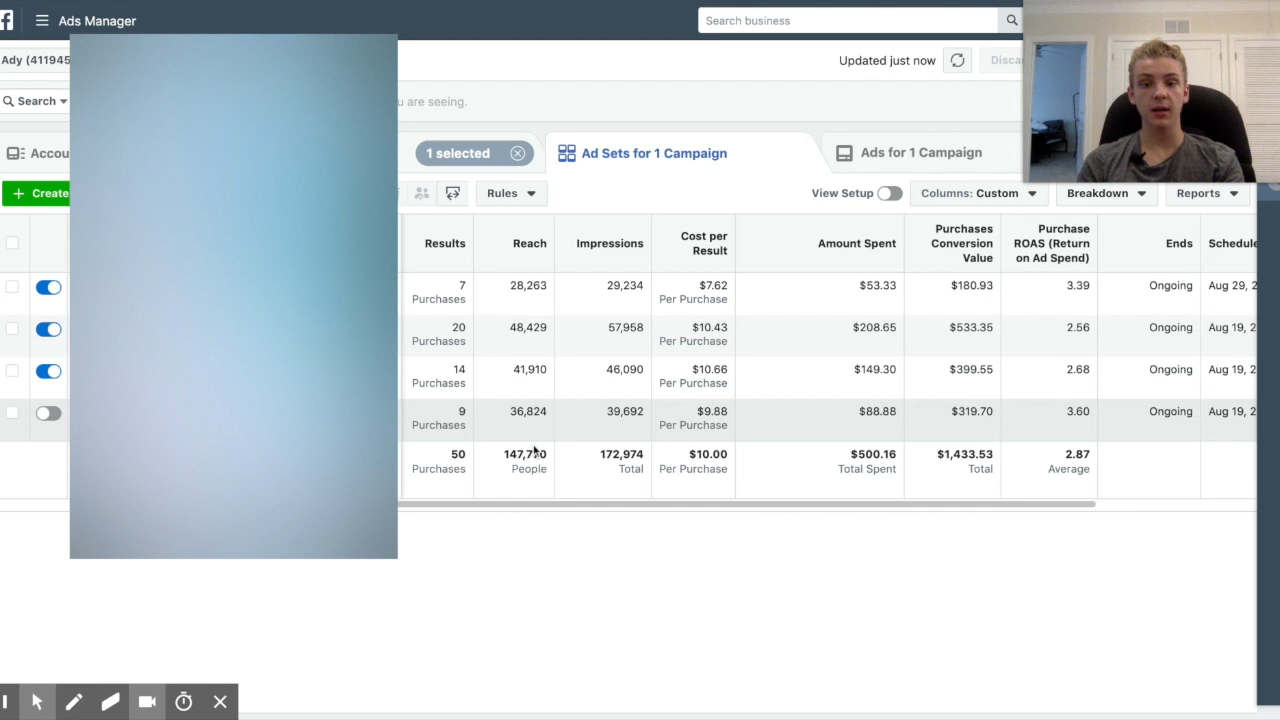 f Ads Manager Search business
Ady (411945 Updated just now Discar
Search u are seeing.
Accou 1 selected Ad Sets for 1 Campaign Ads for 1 Campaign
+ Create Rules View Setup Columns: Custom Breakdown Reports
Results Reach Impressions Cost per Result Amount Spent Purchases Conversion Value Purchase ROAS (Return on Ad Spend) Ends Schedule
7 28,263 29,234 $7.62 $53.33 $180.93 3.39 Ongoing Aug 29, 2
Purchases Per Purchase
20 48,429 57,958 $10.43 $208.65 $533.35 2.56 Ongoing Aug 19, 2
Purchases Per Purchase
14 41,910 46,090 $10.66 $149.30 $399.55 2.68 Ongoing Aug 19, 2
Purchases Per Purchase
9 36,824 39,692 $9.88 $88.88 $319.70 3.60 Ongoing Aug 19, 2
Purchases Per Purchase
50 172,974 $10.00 $500.16 $1,433.53 2.87
Purchases People Total Per Purchase Total Spent Total Average